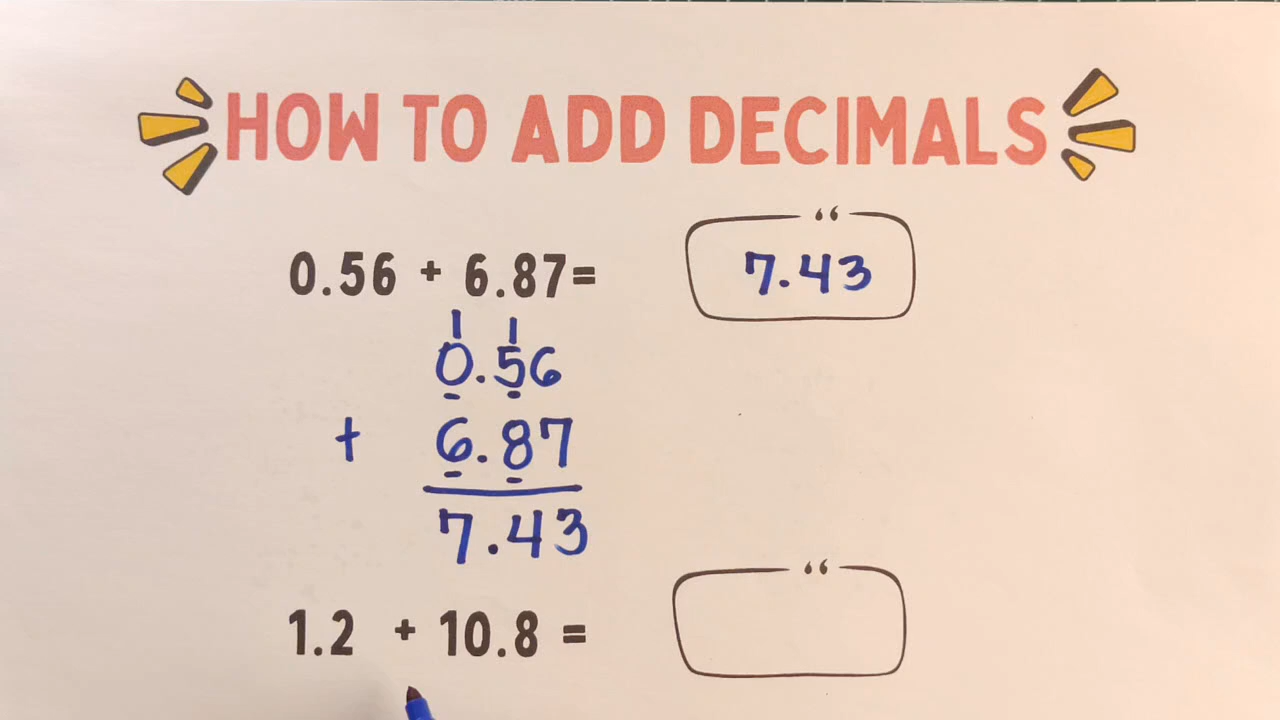 HOW TO ADD DECIMALS
0.56 + 6.87= 7.43
1 1
0.56
+ 6.87
7.43
1.2 + 10.8 =